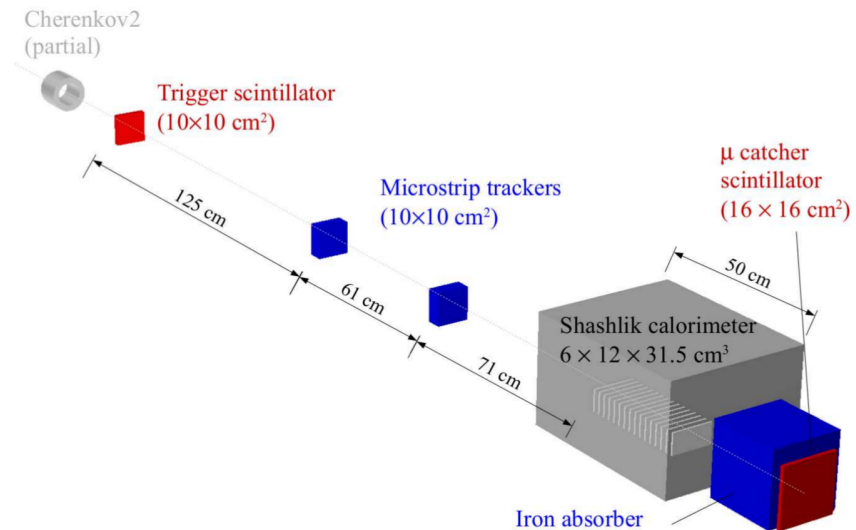 Cherenkov2
(partial)
Trigger scintillator
(10×10 cm²)
125 cm
Microstrip trackers
(10×10 cm²)
61 cm
71 cm
μ catcher
scintillator
(16 × 16 cm²)
50 cm
Shashlik calorimeter
6 × 12 × 31.5 cm³
Iron absorber